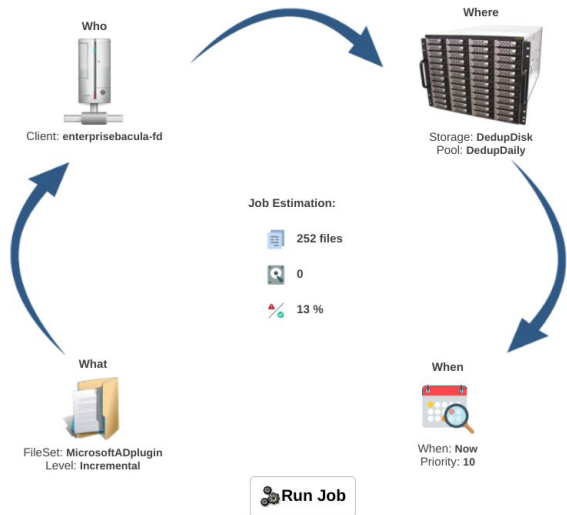 Who
Where
Client: enterprisebacula-fd
Storage: DedupDisk
Pool: DedupDaily
Job Estimation:
252 files
0
13 %
What
When
FileSet: MicrosoftADplugin
Level: Incremental
When: Now
Priority: 10
Run Job